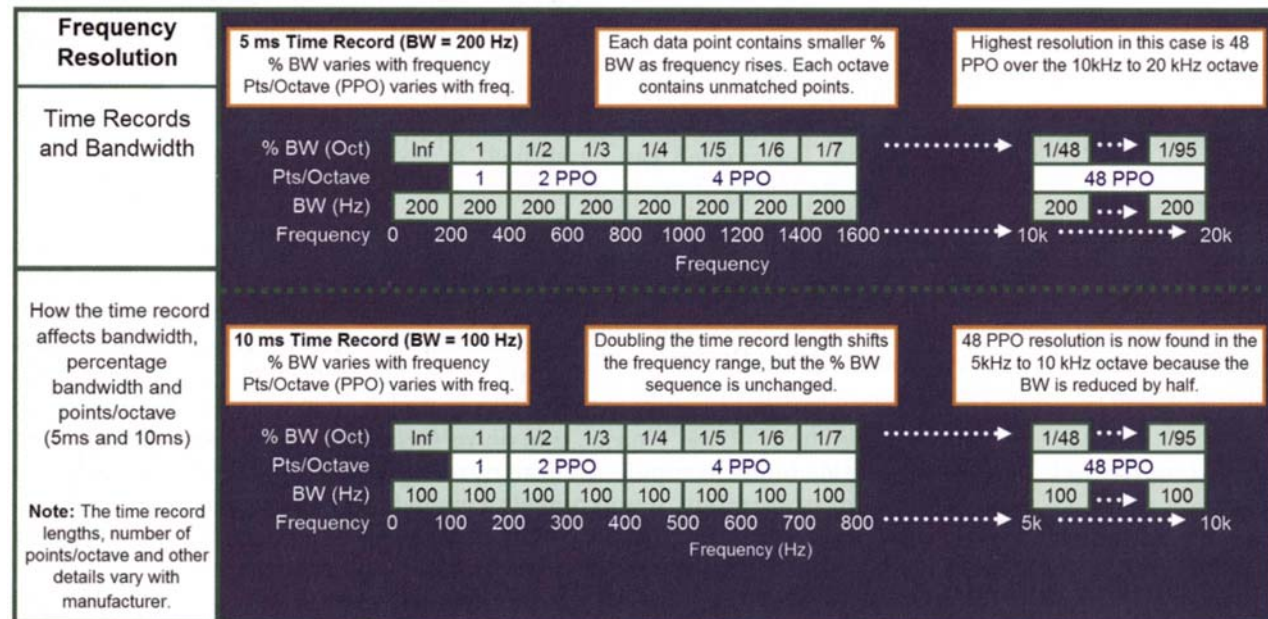 Frequency
Resolution
Time Records
and Bandwidth
How the time record
affects bandwidth,
percentage
bandwidth and
points/octave
(5ms and 10ms)
Note: The time record
lengths, number of
points/octave and other
details vary with
manufacturer.
5 ms Time Record (BW = 200 Hz)
% BW varies with frequency
Pts/Octave (PPO) varies with freq.
Each data point contains smaller %
BW as frequency rises. Each octave
contains unmatched points.
Highest resolution in this case is 48
PPO over the 10kHz to 20 kHz octave
% BW (Oct) Inf 1 1/2 1/3 1/4 1/5 1/6 1/7 1/48 1/95
Pts/Octave 1 2 PPO 4 PPO 48 PPO
BW (Hz) 200 200 200 200 200 200 200 200 200 200
Frequency 0 200 400 600 800 1000 1200 1400 1600 10k 20k
Frequency
10 ms Time Record (BW = 100 Hz)
% BW varies with frequency
Pts/Octave (PPO) varies with freq.
Doubling the time record length shifts
the frequency range, but the % BW
sequence is unchanged.
48 PPO resolution is now found in the
5kHz to 10 kHz octave because the
BW is reduced by half.
% BW (Oct) Inf 1 1/2 1/3 1/4 1/5 1/6 1/7 1/48 1/95
Pts/Octave 1 2 PPO 4 PPO 48 PPO
BW (Hz) 100 100 100 100 100 100 100 100 100 100
Frequency 0 100 200 300 400 500 600 700 800 5k 10k
Frequency (Hz)